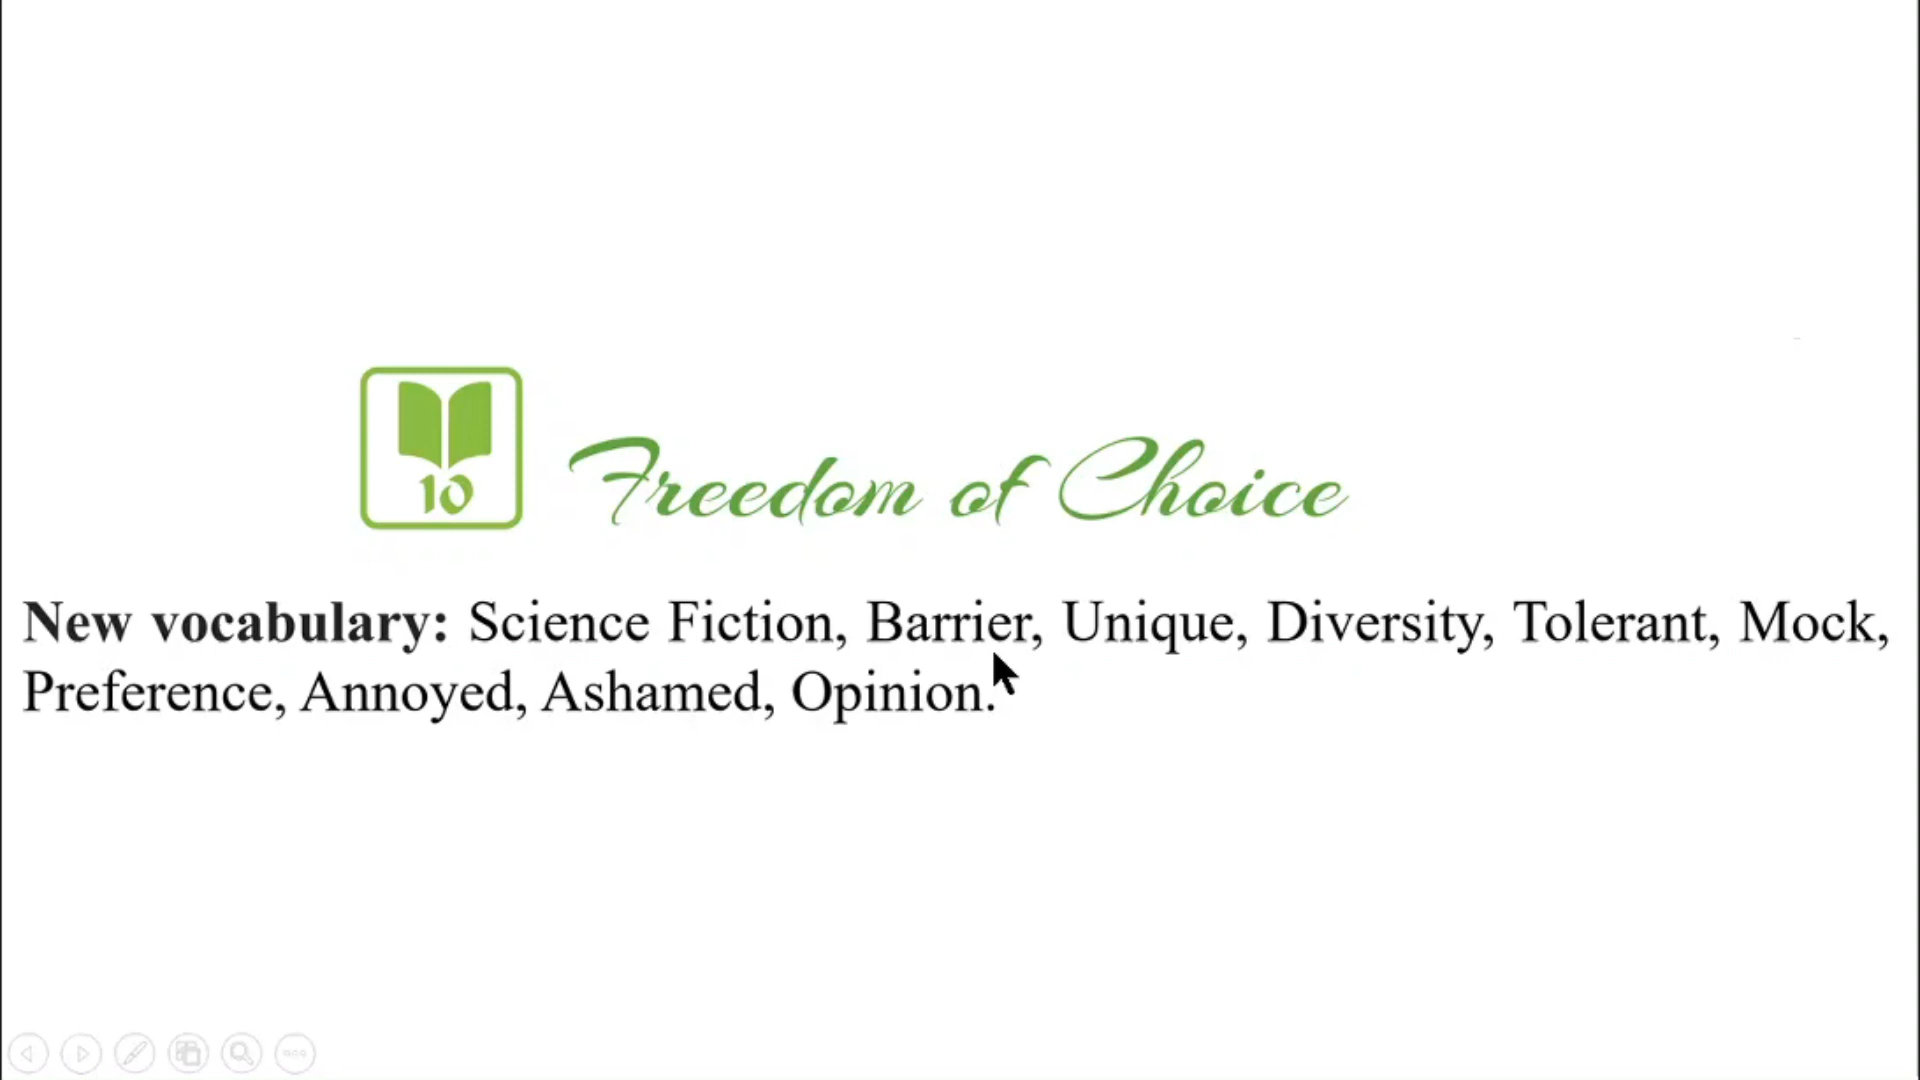 10
Freedom of Choice
New vocabulary: Science Fiction, Barrier, Unique, Diversity, Tolerant, Mock,
Preference, Annoyed, Ashamed, Opinion.